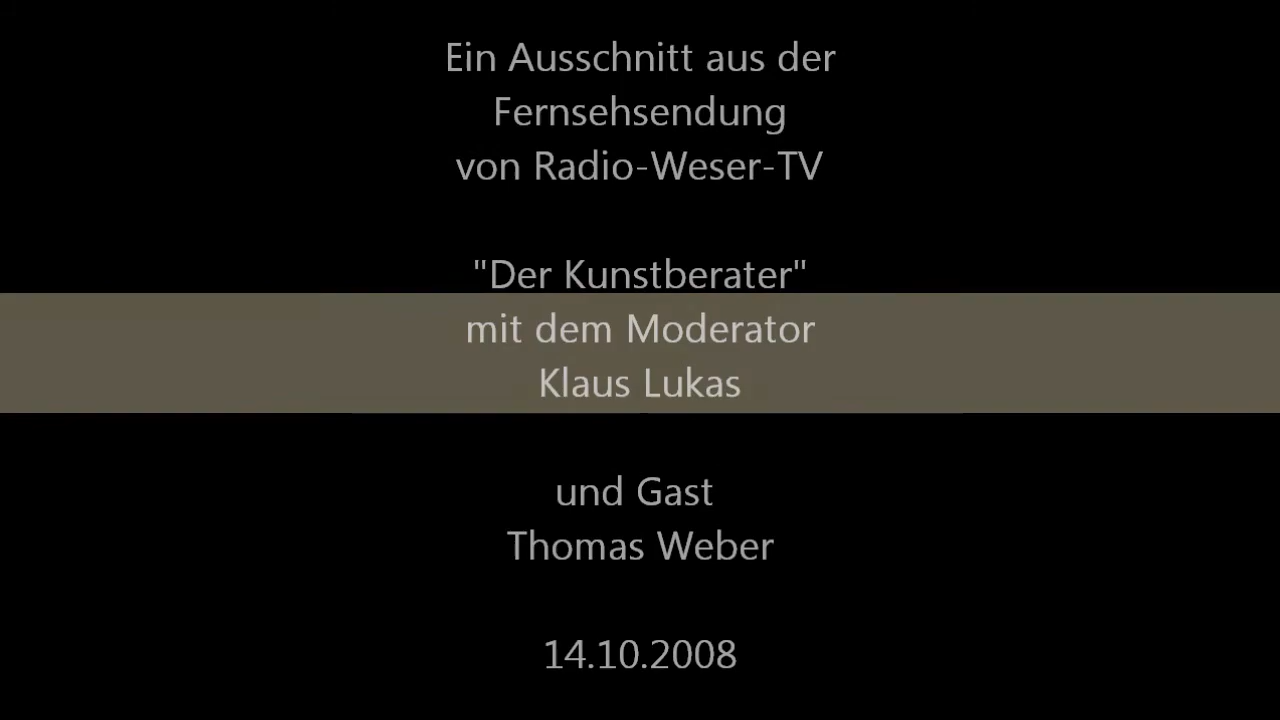 Ein Ausschnitt aus der
Fernsehsendung
von Radio-Weser-TV
"Der Kunstberater"
mit dem Moderator
Klaus Lukas
und Gast
Thomas Weber
14.10.2008